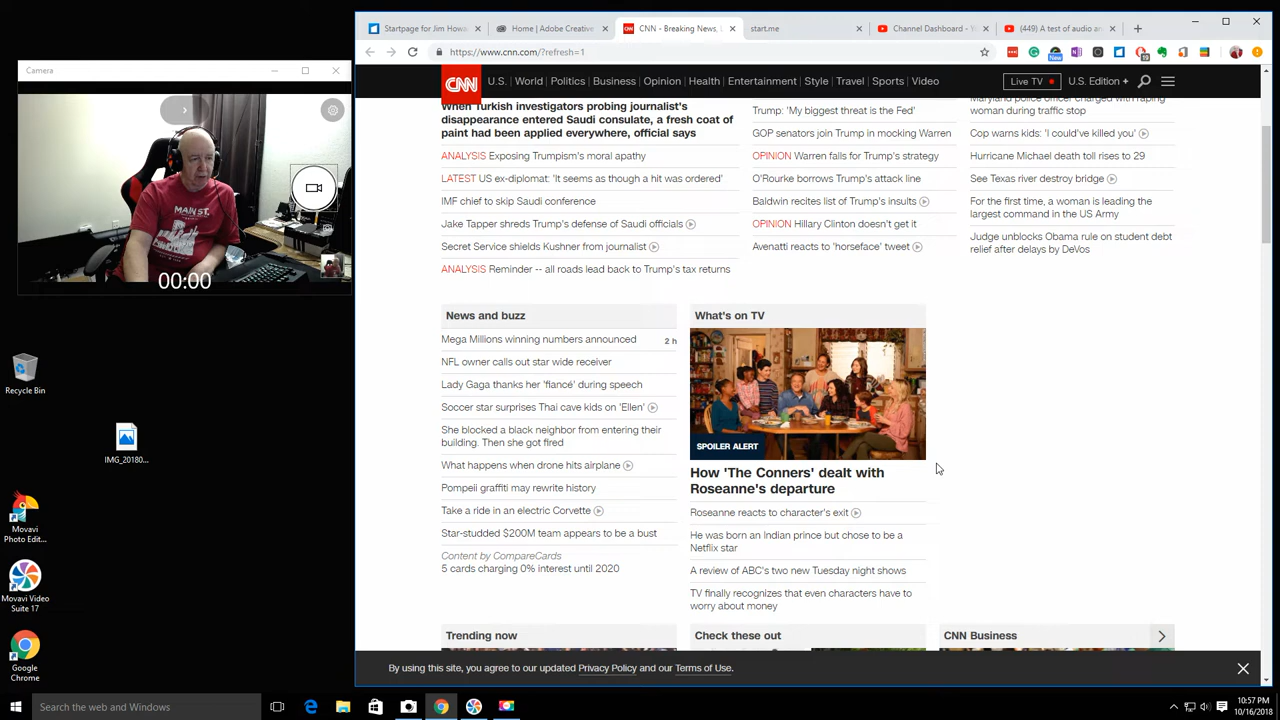 Startpage for Jim Howa
Home | Adobe Creative
CNN - Breaking News, L
start.me
Channel Dashboard - Y
(449) A test of audio an
https://www.cnn.com/?refresh=1
New
19
Camera
CNN
U.S. | World | Politics | Business | Opinion | Health | Entertainment | Style | Travel | Sports | Video
Live TV
U.S. Edition +
When Turkish investigators probing journalist's
disappearance entered Saudi consulate, a fresh coat of
paint had been applied everywhere, official says
ANALYSIS Exposing Trumpism's moral apathy
LATEST US ex-diplomat: 'It seems as though a hit was ordered'
IMF chief to skip Saudi conference
Jake Tapper shreds Trump's defense of Saudi officials
Secret Service shields Kushner from journalist
ANALYSIS Reminder -- all roads lead back to Trump's tax returns
Trump: 'My biggest threat is the Fed'
GOP senators join Trump in mocking Warren
OPINION Warren falls for Trump's strategy
O'Rourke borrows Trump's attack line
Baldwin recites list of Trump's insults
OPINION Hillary Clinton doesn't get it
Avenatti reacts to 'horseface' tweet
Maryland police officer charged with raping
woman during traffic stop
Cop warns kids: 'I could've killed you'
Hurricane Michael death toll rises to 29
See Texas river destroy bridge
For the first time, a woman is leading the
largest command in the US Army
Judge unblocks Obama rule on student debt
relief after delays by DeVos
MAIN ST.
00:00
News and buzz
Mega Millions winning numbers announced 2 h
NFL owner calls out star wide receiver
Lady Gaga thanks her 'fiancé' during speech
Soccer star surprises Thai cave kids on 'Ellen'
She blocked a black neighbor from entering their
building. Then she got fired
What happens when drone hits airplane
Pompeii graffiti may rewrite history
Take a ride in an electric Corvette
Star-studded $200M team appears to be a bust
Content by CompareCards
5 cards charging 0% interest until 2020
What's on TV
SPOILER ALERT
How 'The Conners' dealt with
Roseanne's departure
Roseanne reacts to character's exit
He was born an Indian prince but chose to be a
Netflix star
A review of ABC's two new Tuesday night shows
TV finally recognizes that even characters have to
worry about money
Trending now
Check these out
CNN Business
By using this site, you agree to our updated Privacy Policy and our Terms of Use.
Recycle Bin
IMG_20180...
Movavi
Photo Edit...
Movavi Video
Suite 17
Google
Chrome
Search the web and Windows
10:57 PM
10/16/2018